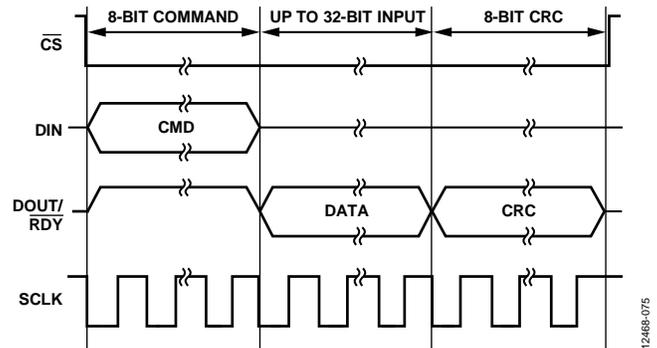 8-BIT COMMAND
UP TO 32-BIT INPUT
8-BIT CRC
CS
DIN
CMD
DOUT/
RDY
DATA
CRC
SCLK
12468-075